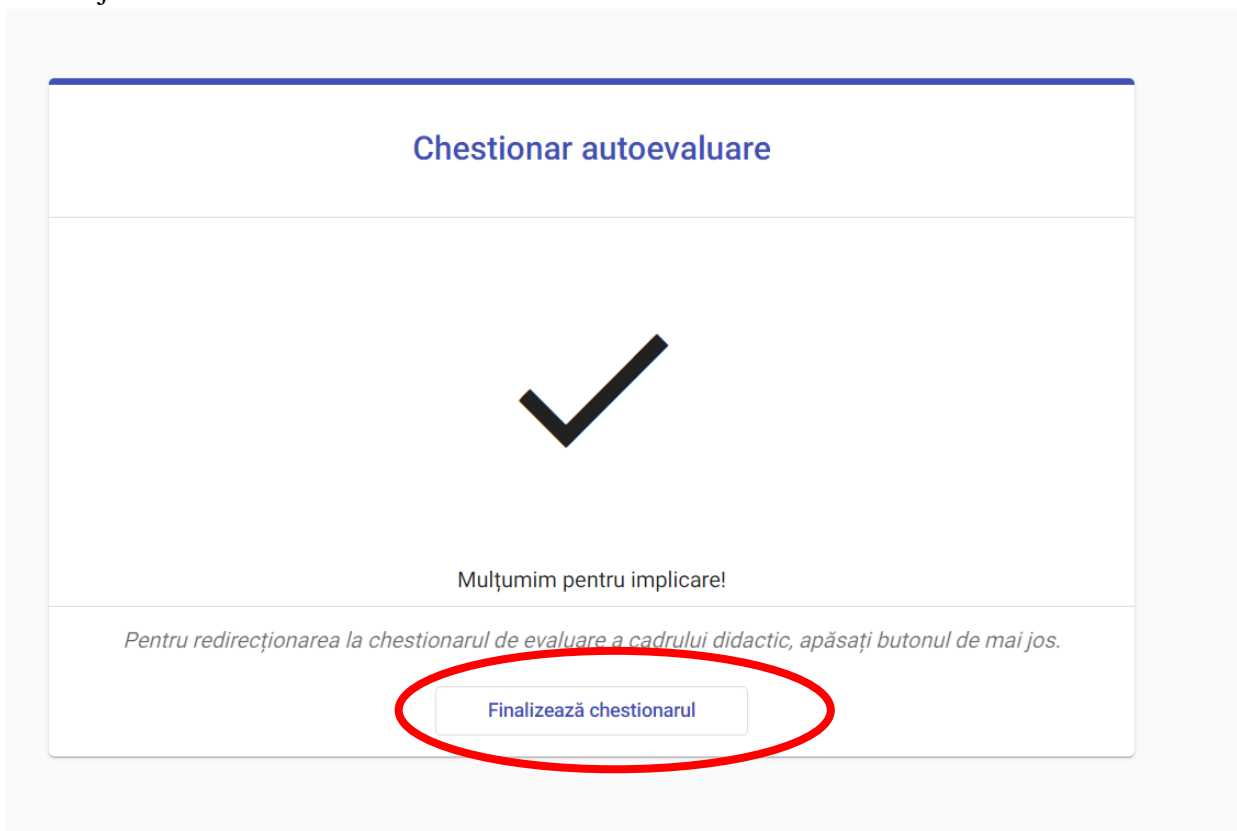 Chestionar autoevaluare
Mulțumim pentru implicare!
Pentru redirecționarea la chestionarul de evaluare a cadrului didactic, apăsați butonul de mai jos.
Finalizează chestionarul